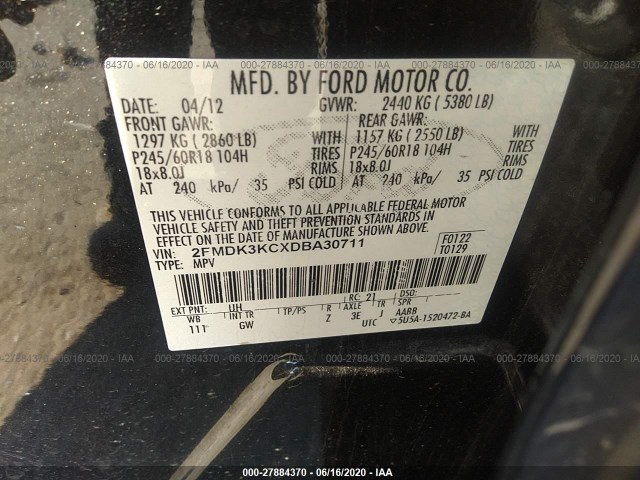 000-27884370 - 06/16/2020 - IAA
MFD. BY FORD MOTOR CO.
DATE: 04/12 GVWR: 2440 KG ( 5380 LB)
FRONT GAWR: REAR GAWR:
1297 KG ( 2860 LB) WITH 1157 KG ( 2550 LB) WITH
P245/60R18 104H TIRES P245/60R18 104H TIRES
18x8.0J RIMS 18x8.0J RIMS
AT 240 kPa/ 35 PSI COLD AT 240 kPa/ 35 PSI COLD
THIS VEHICLE CONFORMS TO ALL APPLICABLE FEDERAL MOTOR
VEHICLE SAFETY AND THEFT PREVENTION STANDARDS IN
EFFECT ON THE DATE OF MANUFACTURE SHOWN ABOVE.
VIN: 2FMDK3KCXDBA30711 F0122
TYPE: MPV T0129
RC: 21 DSO:
EXT PNT: UH
WB INT TR TP/PS R AXLE TR SPR
111 GW Z 3E J AABB
UTC 5U5A-1520472-BA
000-27884370 - 06/16/2020 - IAA